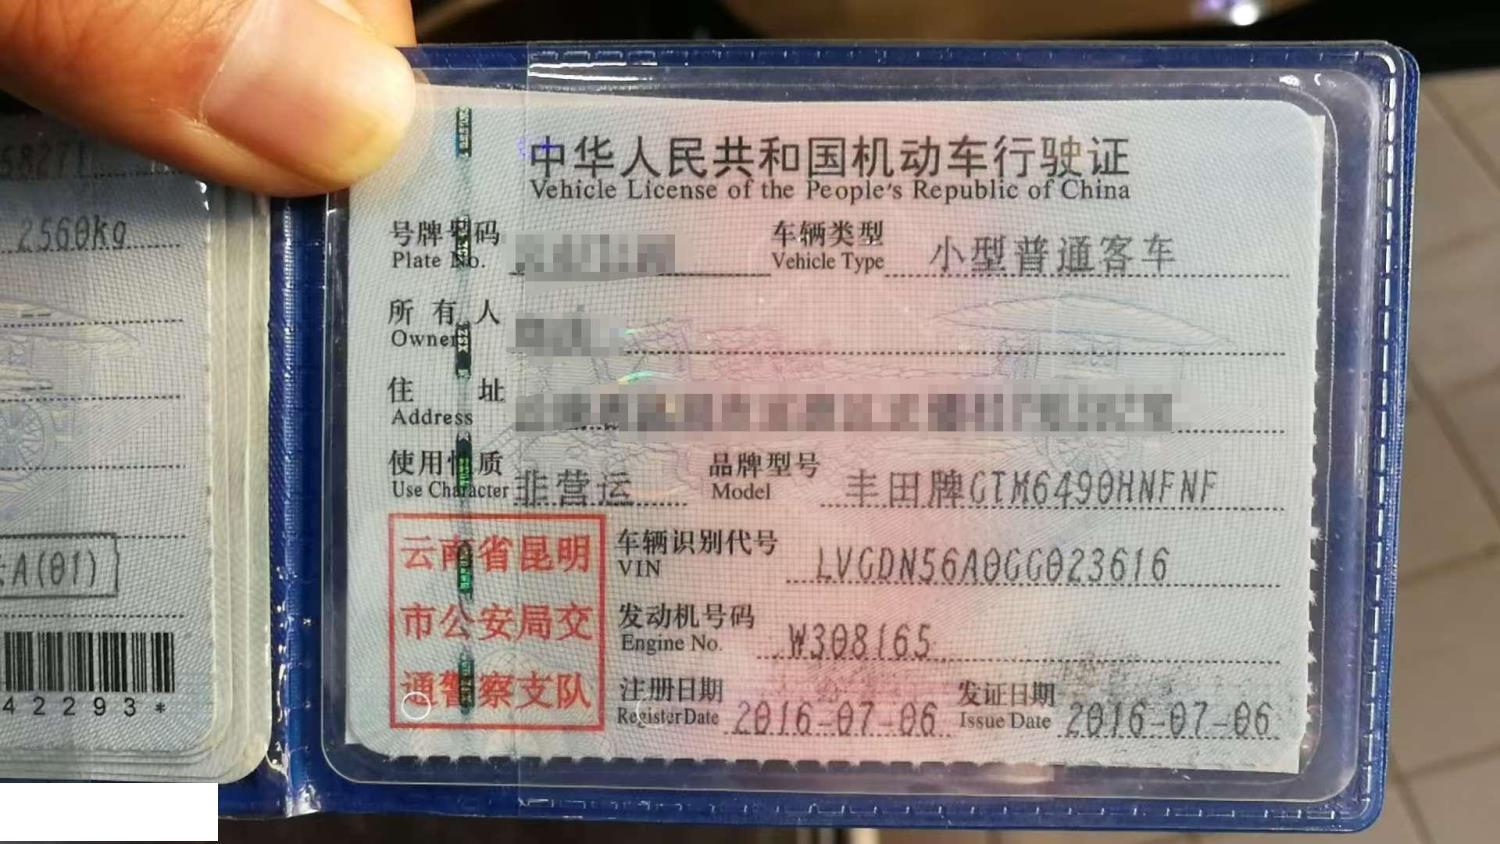 58271
2560kg
A(01)
42293*
中华人民共和国机动车行驶证
Vehicle License of the People's Republic of China
号牌号码
Plate No.
车辆类型 小型普通客车
Vehicle Type
所有人
Owner
住址
Address
使用性质 非营运
Use Character
品牌型号 丰田牌GTM6490HNFNF
Model
云南省昆明
市公安局交
通警察支队
车辆识别代号
VIN LVGDN56A0GG023616
发动机号码
Engine No. W308165
注册日期
Register Date 2016-07-06
发证日期
Issue Date 2016-07-06